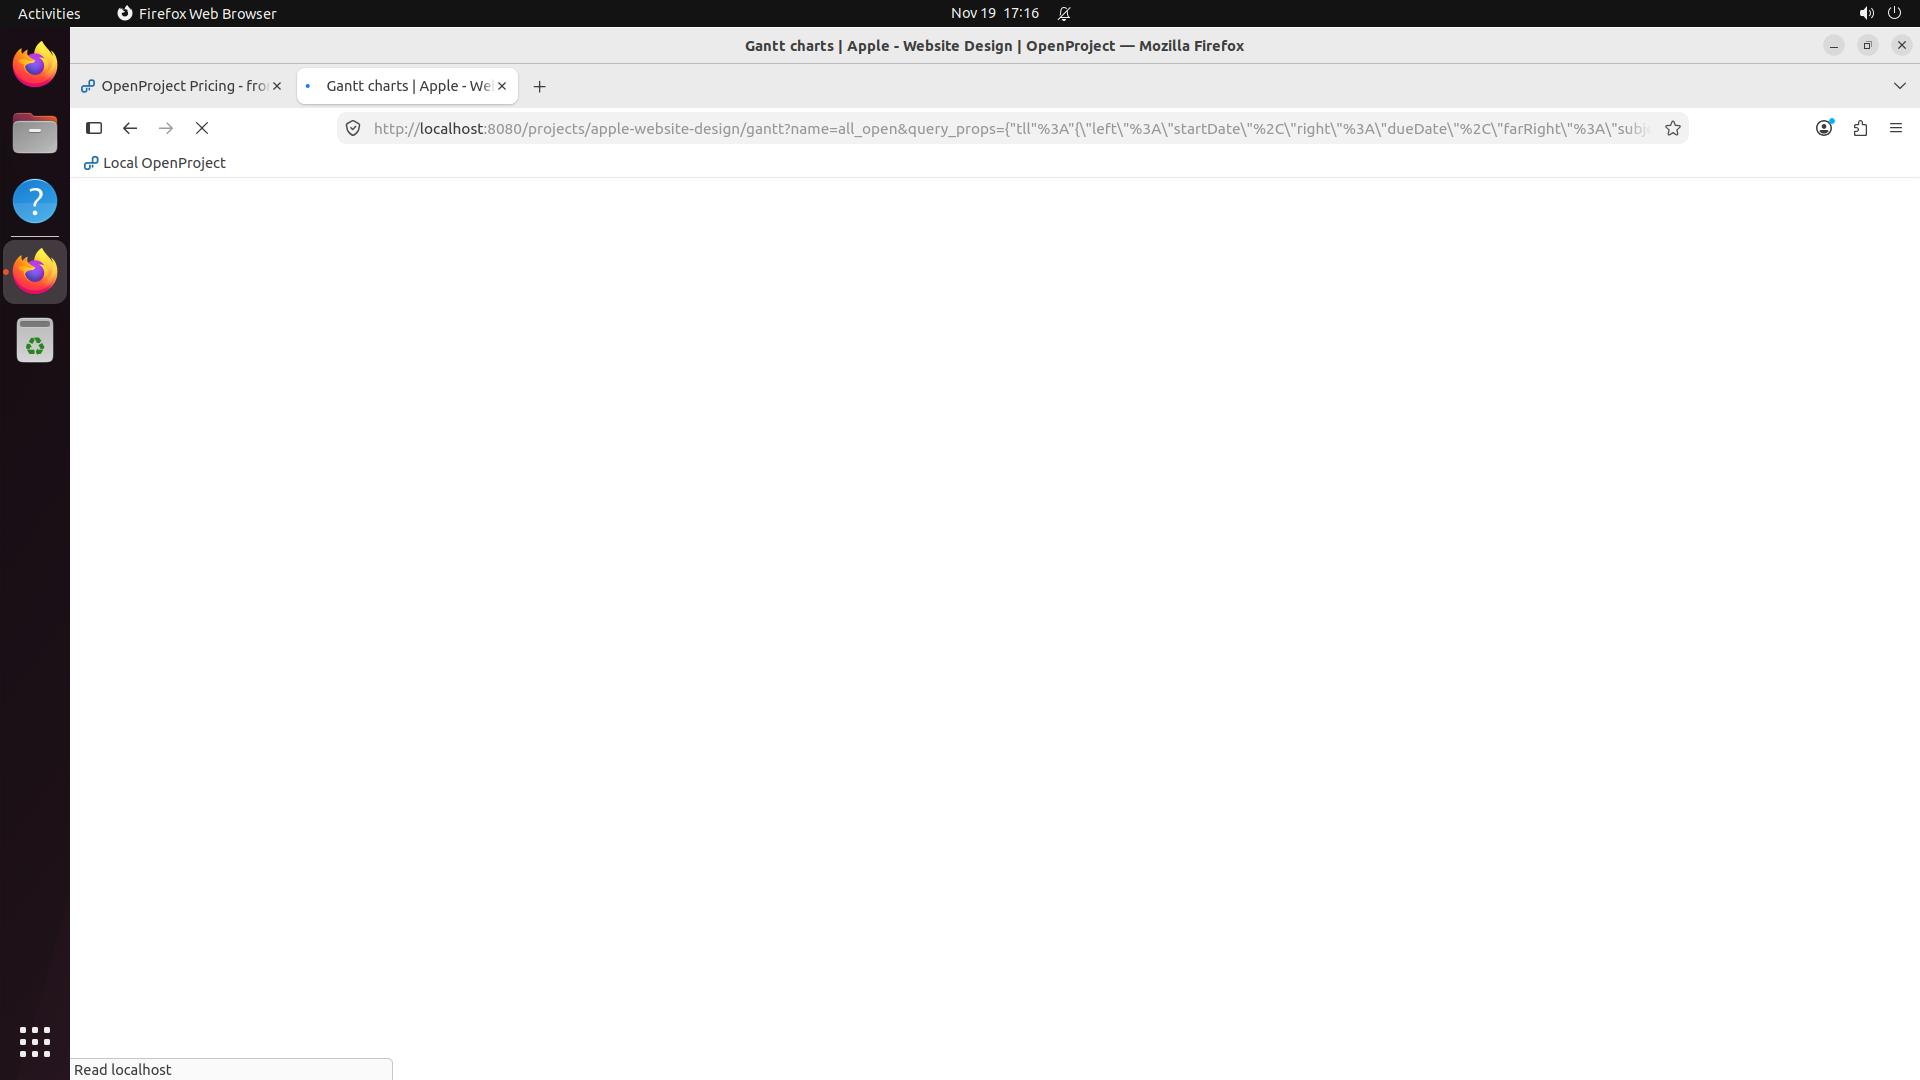 Activities
Firefox Web Browser
Nov 19 17:16
Gantt charts | Apple - Website Design | OpenProject — Mozilla Firefox
OpenProject Pricing - fro
Gantt charts | Apple - We
http://localhost:8080/projects/apple-website-design/gantt?name=all_open&query_props={"tll"%3A"{\"left\"%3A\"startDate\"%2C\"right\"%3A\"dueDate\"%2C\"farRight\"%3A\"subje
Local OpenProject
Read localhost